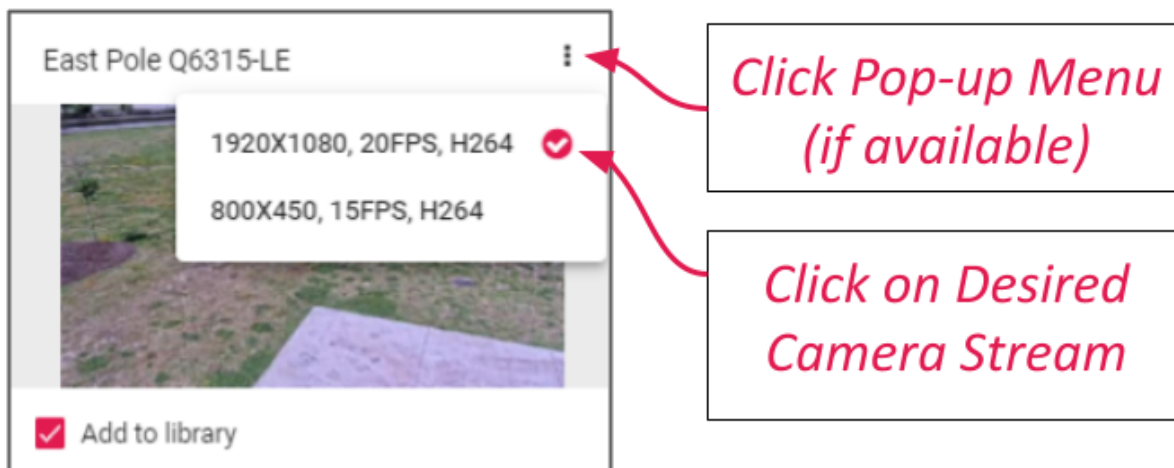 East Pole Q6315-LE
1920X1080, 20FPS, H264
800X450, 15FPS, H264
Add to library
Click Pop-up Menu
(if available)
Click on Desired
Camera Stream